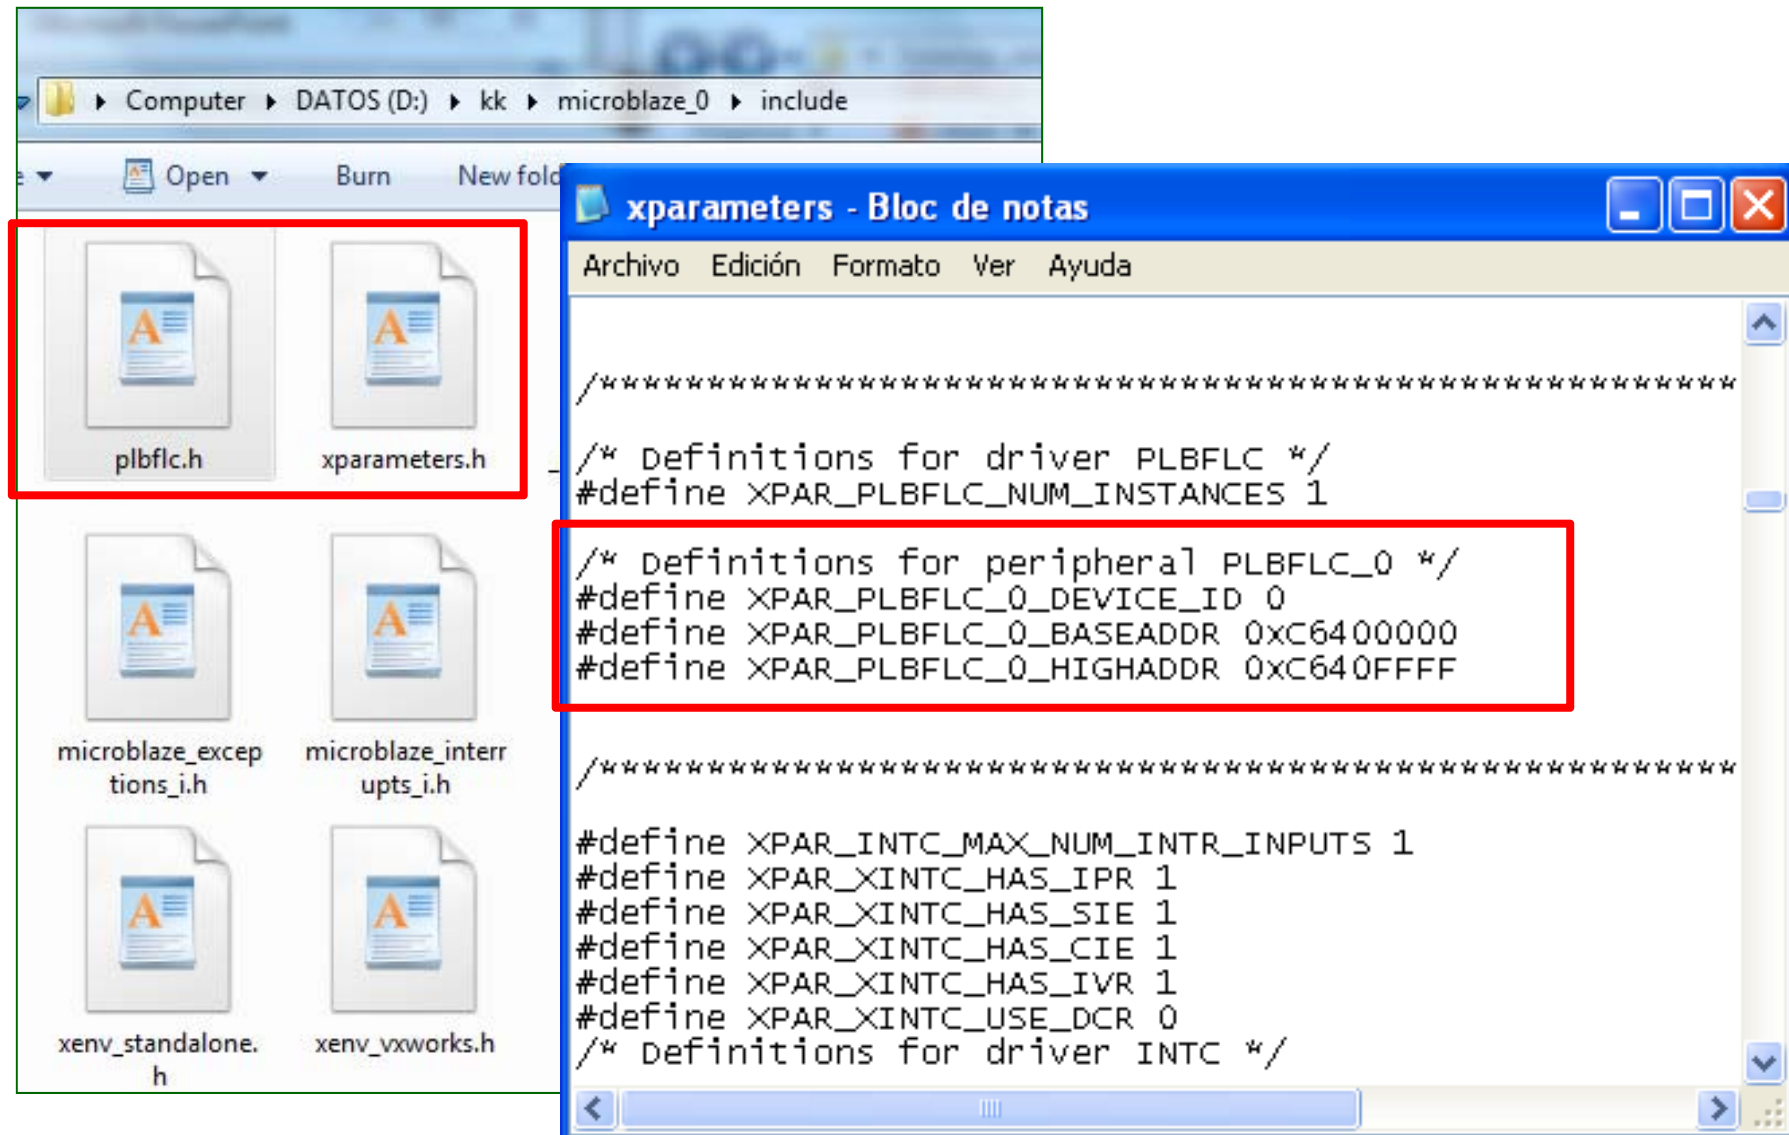 Computer DATOS (D:) kk microblaze_0 include
Open Burn New fold
plbflc.h xparameters.h
microblaze_excep
tions_i.h
microblaze_interr
upts_i.h
xenv_standalone.
h
xenv_vxworks.h
xparameters - Bloc de notas
Archivo Edición Formato Ver Ayuda
/******************************************************
/* Definitions for driver PLBFLC */
#define XPAR_PLBFLC_NUM_INSTANCES 1
/* Definitions for peripheral PLBFLC_0 */
#define XPAR_PLBFLC_0_DEVICE_ID 0
#define XPAR_PLBFLC_0_BASEADDR 0xC6400000
#define XPAR_PLBFLC_0_HIGHADDR 0xC640FFFF
/******************************************************
#define XPAR_INTC_MAX_NUM_INTR_INPUTS 1
#define XPAR_XINTC_HAS_IPR 1
#define XPAR_XINTC_HAS_SIE 1
#define XPAR_XINTC_HAS_CIE 1
#define XPAR_XINTC_HAS_IVR 1
#define XPAR_XINTC_USE_DCR 0
/* Definitions for driver INTC */